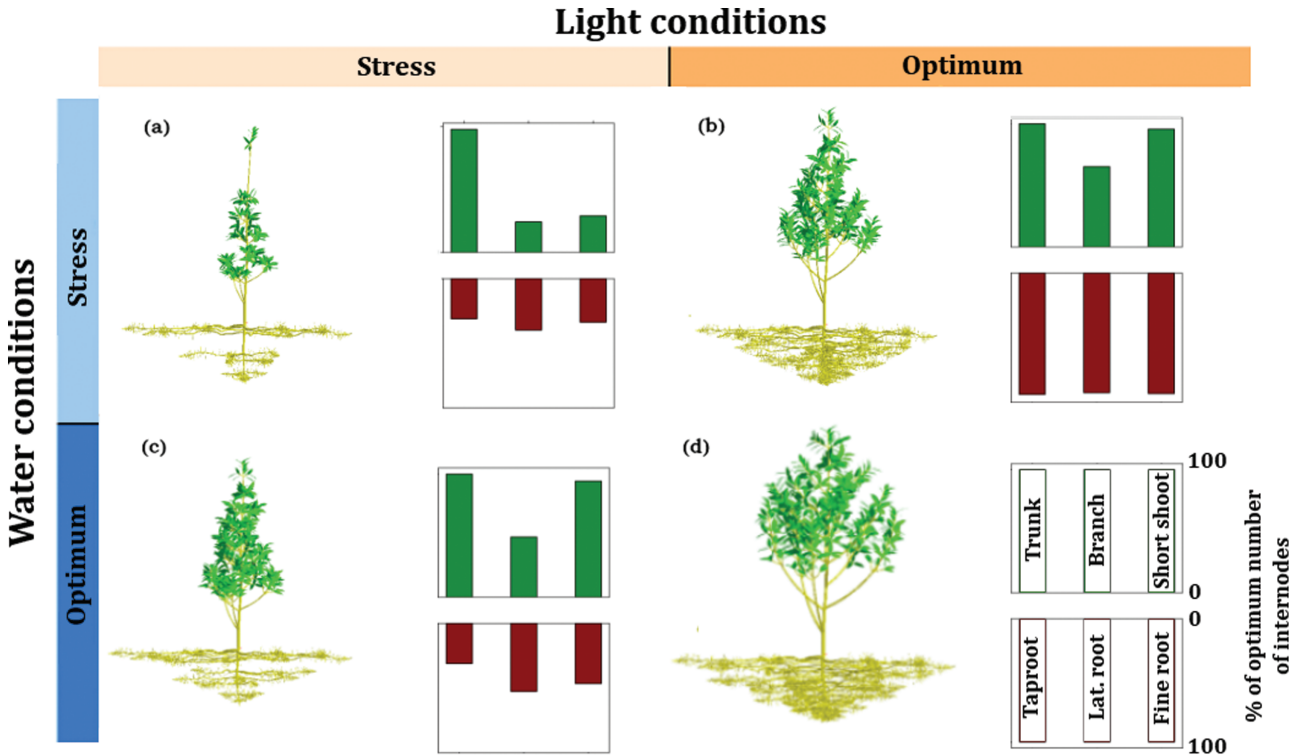 Light conditions
Stress
Optimum
Water conditions
Stress
Optimum
(a)
(b)
(c)
(d)
100
Trunk
Branch
Short shoot
0
0
Taproot
Lat. root
Fine root
100
% of optimum number
of internodes